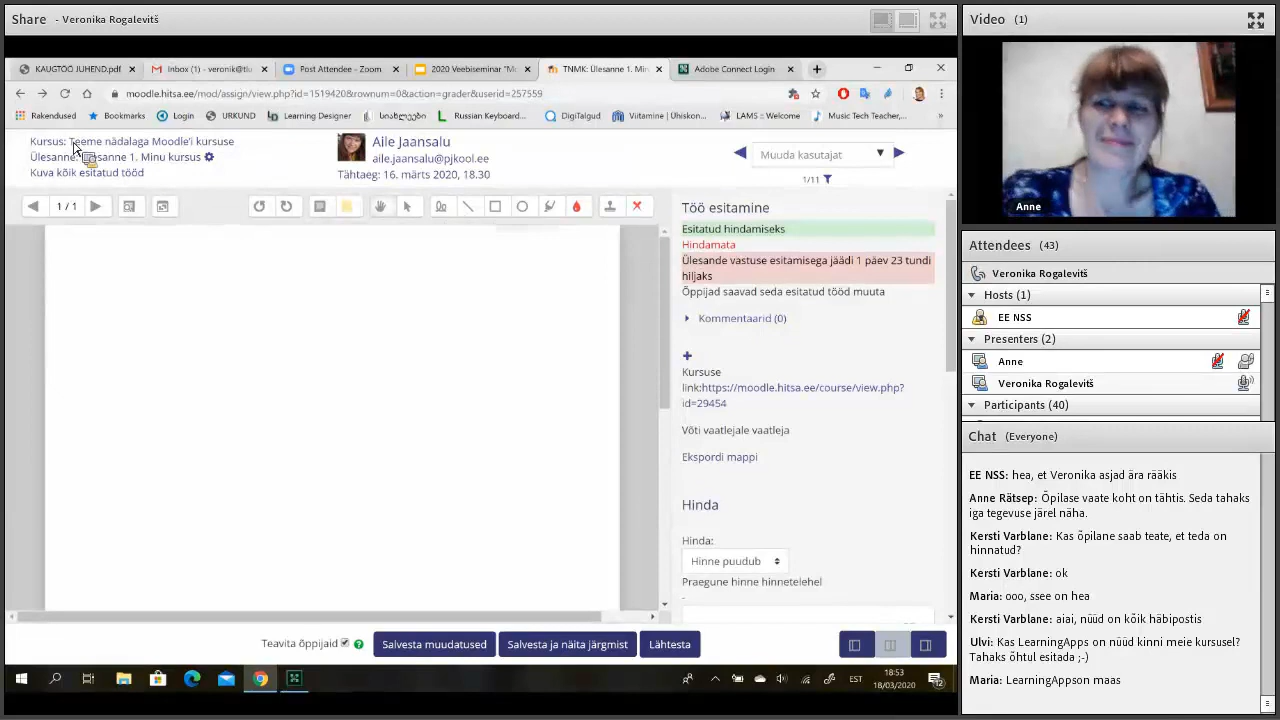 Share - Veronika Rogalevitš
KAUGTÖÖ JUHEND.pdf
Inbox (1) - veronik@tlu
Post Attendee - Zoom
2020 Veebiseminar "Mo
TNMK: Ülesanne 1. Min
Adobe Connect Login
moodle.hitsa.ee/mod/assign/view.php?id=1519420&rownum=0&action=grader&userid=257559
Rakendused
Bookmarks
Login
URKUND
Learning Designer
LAMS
Russian Keyboard...
DigiTalgud
Viitamine | Ühiskon...
Music Tech Teacher,...
Kursus: Teeme nädalaga Moodle'i kursuse
Kuva kõik esitatud tööd
Aile Jaansalu
aile.jaansalu@pjkool.ee
Tähtaeg: 16. märts 2020, 18.30
Muuda kasutajat
1/11
1 / 1
Töö esitamine
Esitatud hindamiseks
Hindamata
Ülesande vastuse esitamisega jäädi 1 päev 23 tundi
hiljaks
Õppijad saavad seda esitatud tööd muuta
Kommentaarid (0)
Kursuse
link:https://moodle.hitsa.ee/course/view.php?
id=29454
Võti vaatlejale vaatleja
Ekspordi mappi
Hinda
Hinda:
Hinne puudub
Praegune hinne hinnetelehel
-
Teavita õppijaid
Salvesta muudatused
Salvesta ja näita järgmist
Lähtesta
EST
18:53
18/03/2020
12
Video (1)
Anne
Attendees (43)
Veronika Rogalevitš
Hosts (1)
EE NSS
Presenters (2)
Anne
Veronika Rogalevitš
Participants (40)
Chat (Everyone)
EE NSS: hea, et Veronika asjad ära rääkis
Anne Rätsep: Õpilase vaate koht on tähtis. Seda tahaks
iga tegevuse järel näha.
Kersti Varblane: Kas õpilane saab teate, et teda on
hinnatud?
Kersti Varblane: ok
Maria: ooo, ssee on hea
Kersti Varblane: aiai, nüüd on kõik häbipostis
Ulvi: Kas LearningApps on nüüd kinni meie kursusel?
Tahaks õhtul esitada ;-)
Maria: LearningAppson maas